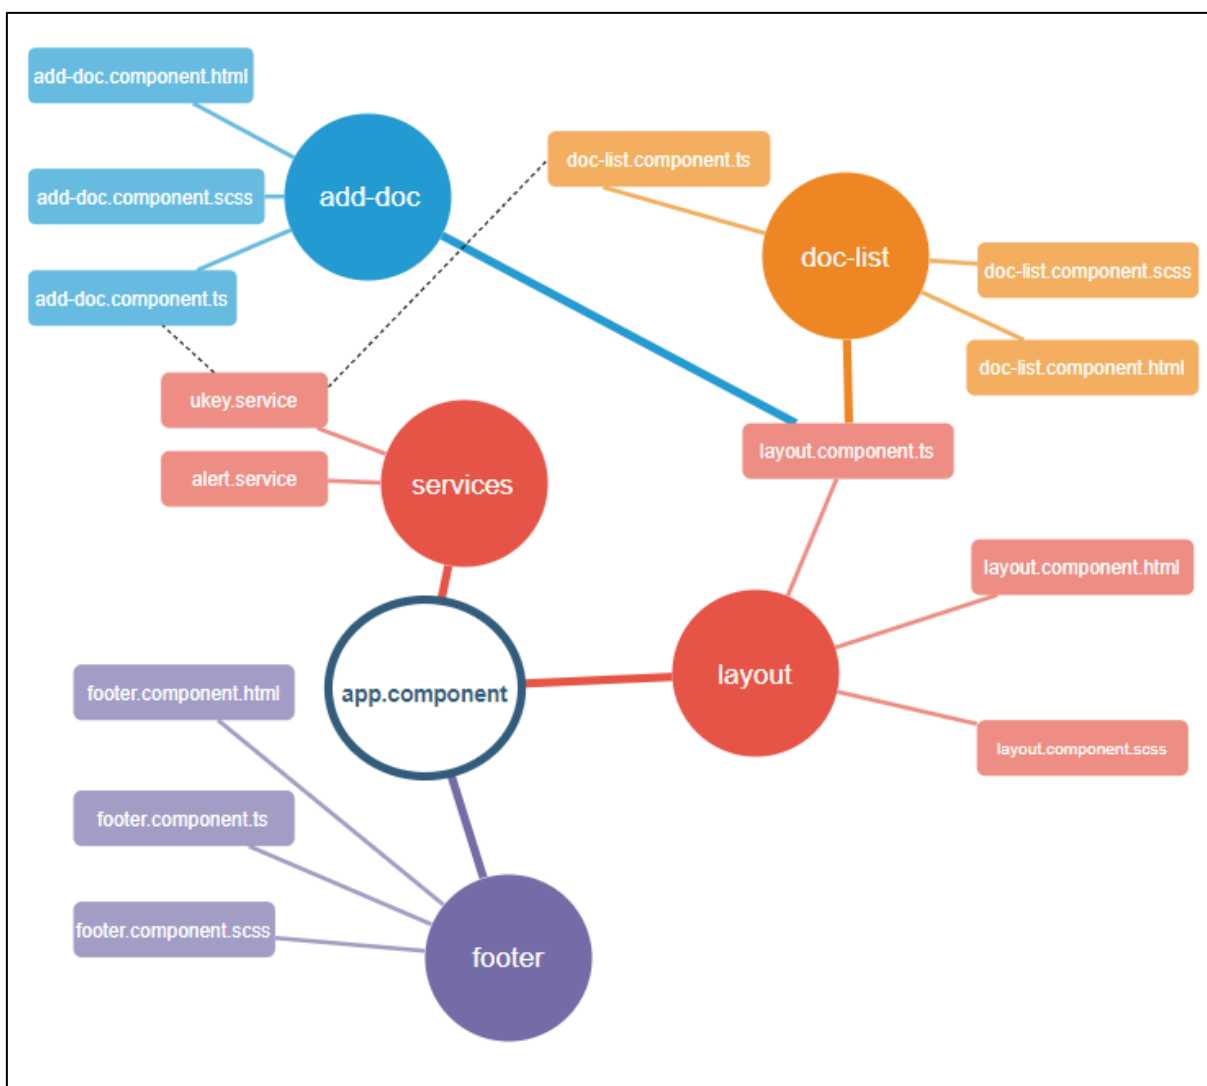 add-doc.component.html
add-doc
add-doc.component.scss
add-doc.component.ts
doc-list.component.ts
doc-list
doc-list.component.scss
doc-list.component.html
ukey.service
alert.service
services
layout.component.ts
layout.component.html
layout
layout.component.scss
app.component
footer.component.html
footer.component.ts
footer.component.scss
footer